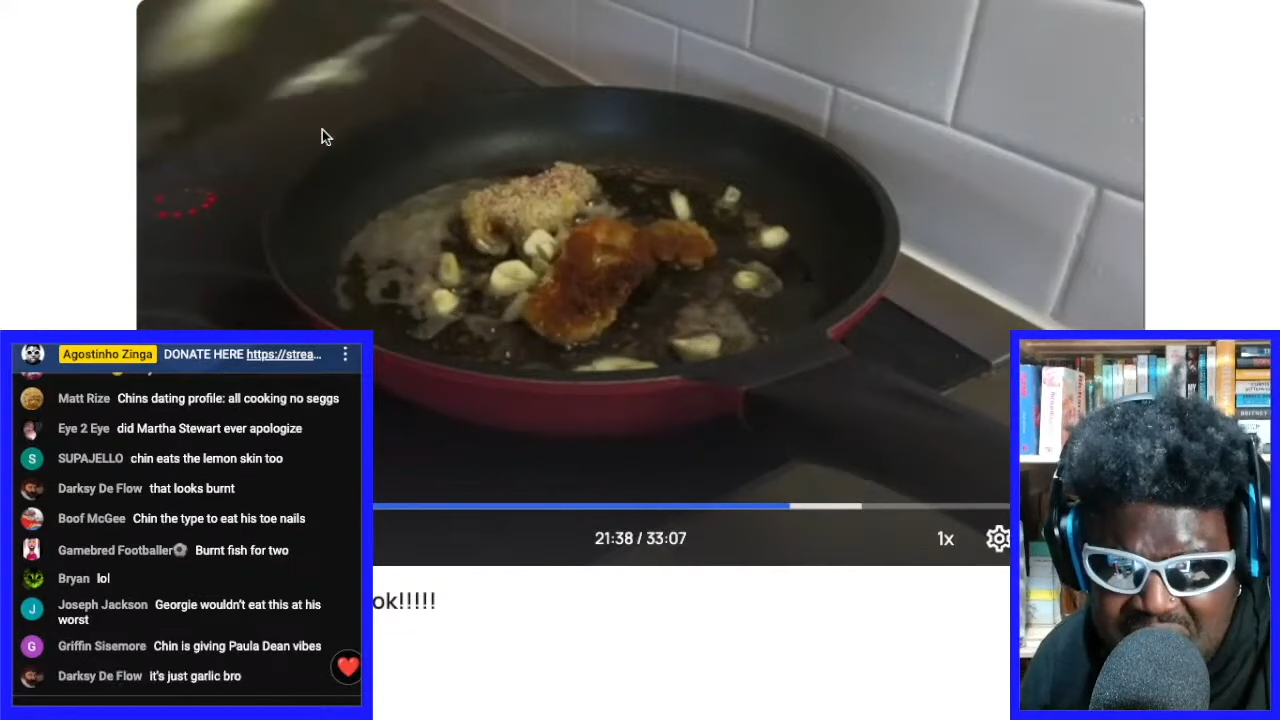 Agostinho Zinga DONATE HERE https://strea...
Matt Rize Chins dating profile: all cooking no seggs
Eye 2 Eye did Martha Stewart ever apologize
S SUPAJELLO chin eats the lemon skin too
Darksy De Flow that looks burnt
Boof McGee Chin the type to eat his toe nails
Gamebred Footballer⚽ Burnt fish for two
Bryan lol
J Joseph Jackson Georgie wouldn't eat this at his
worst
G Griffin Sisemore Chin is giving Paula Dean vibes
Darksy De Flow it's just garlic bro
21:38 / 33:07
1x
ok!!!!!